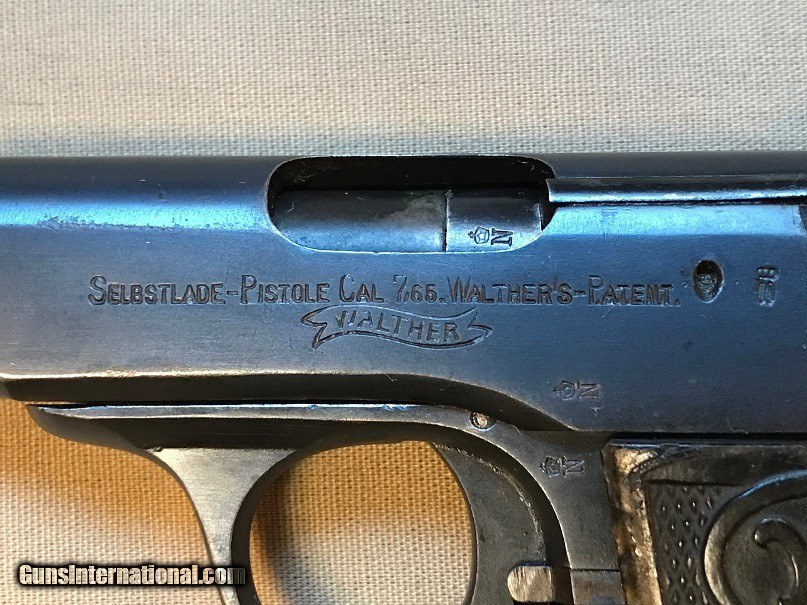 N
SELBSTLADE-PISTOLE CAL. 7,65. WALTHER'S-PATENT.
WALTHER
N
N
GunsInternational.com